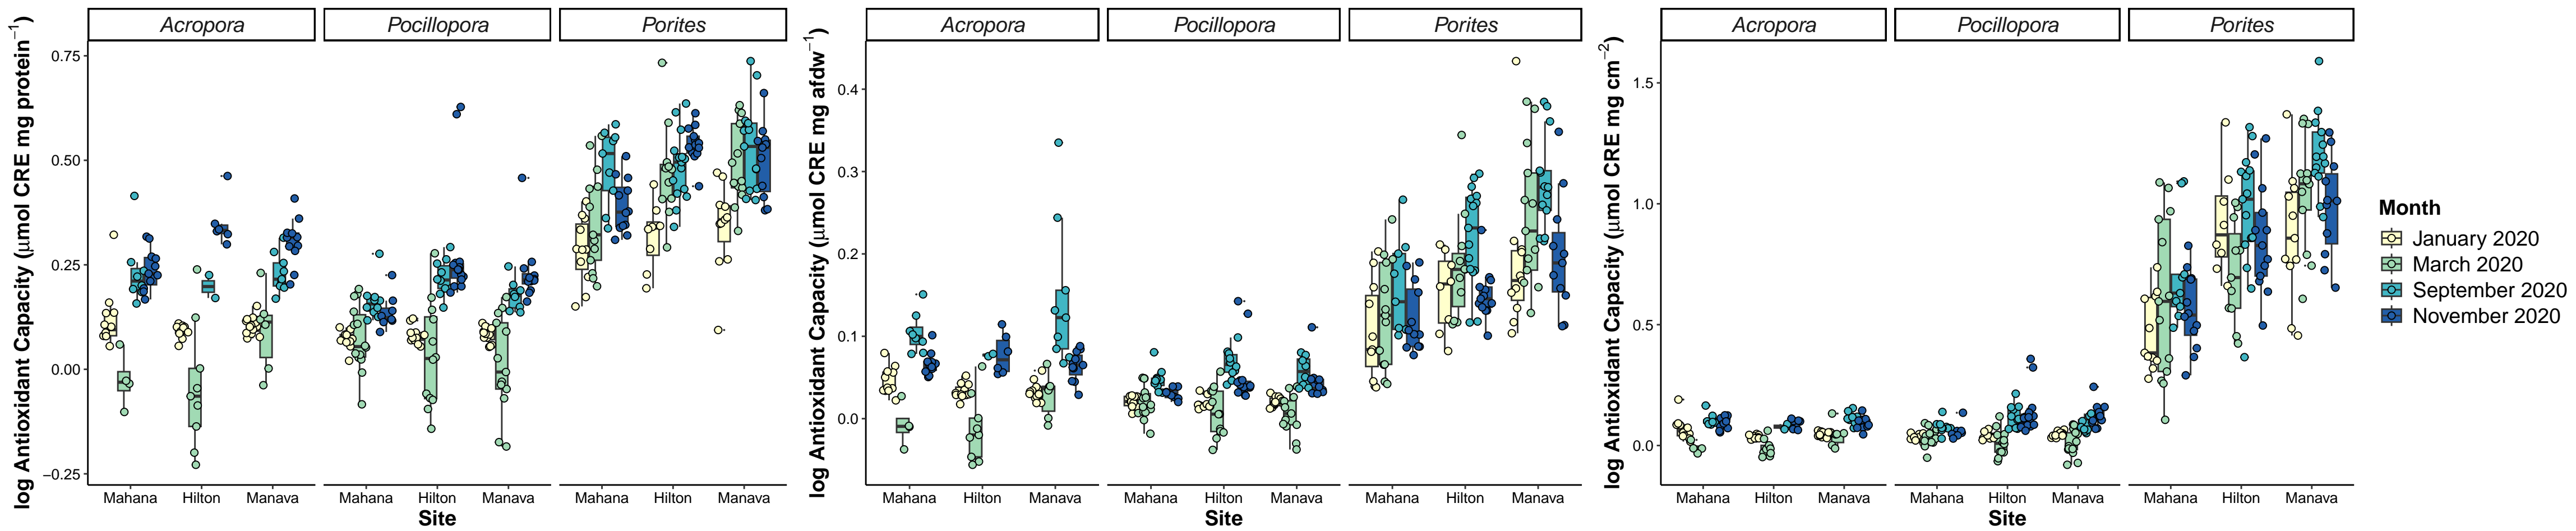 log Antioxidant Capacity (μmol CRE mg protein⁻¹)
Acropora Pocillopora Porites
0.75
0.50
0.25
0.00
−0.25
Mahana Hilton Manava Mahana Hilton Manava Mahana Hilton Manava
Site
log Antioxidant Capacity (μmol CRE mg afdw⁻¹)
Acropora Pocillopora Porites
0.4
0.3
0.2
0.1
0.0
Mahana Hilton Manava Mahana Hilton Manava Mahana Hilton Manava
Site
log Antioxidant Capacity (μmol CRE mg cm⁻²)
Acropora Pocillopora Porites
1.5
1.0
0.5
0.0
Mahana Hilton Manava Mahana Hilton Manava Mahana Hilton Manava
Site
Month
January 2020
March 2020
September 2020
November 2020